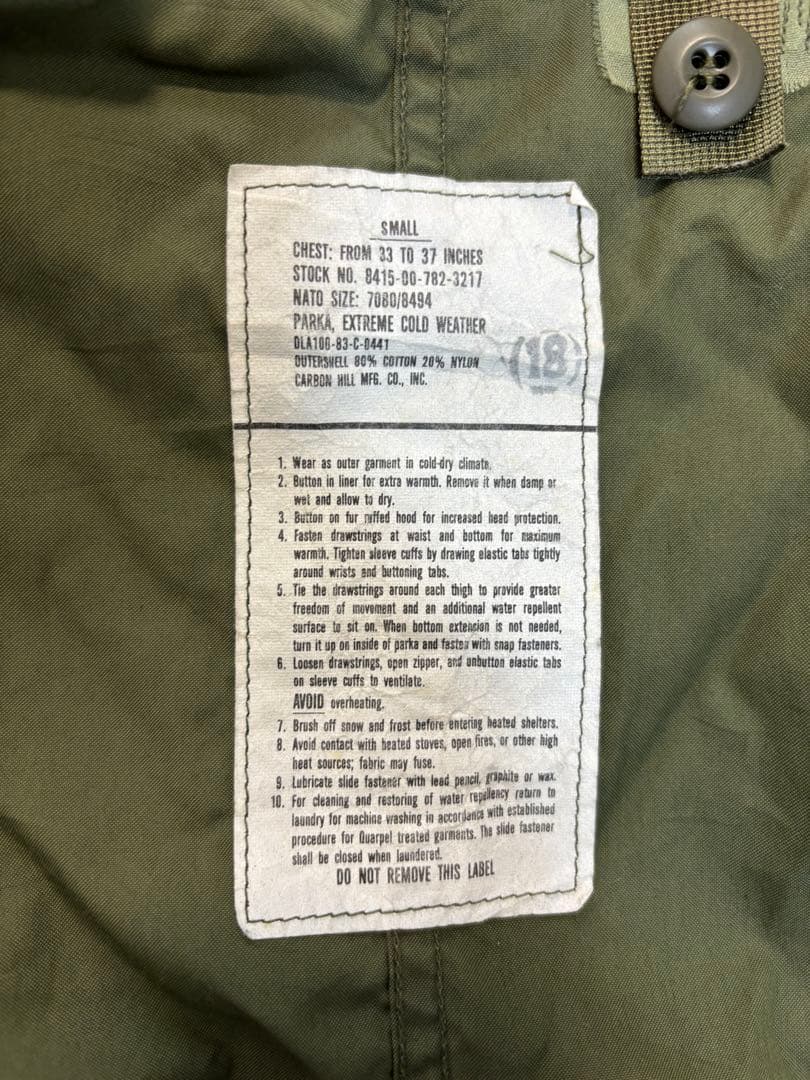 SMALL
CHEST: FROM 33 TO 37 INCHES
STOCK NO. 8415-00-782-3217
NATO SIZE: 7080/8494
PARKA, EXTREME COLD WEATHER
DLA100-83-C-0441
OUTERSHELL 80% COTTON 20% NYLON
(18)
CARBON HILL MFG. CO., INC.
1. Wear as outer garment in cold-dry climate.
2. Button in liner for extra warmth. Remove it when damp or
wet and allow to dry.
3. Button on fur ruffed hood for increased head protection.
4. Fasten drawstrings at waist and bottom for maximum
warmth. Tighten sleeve cuffs by drawing elastic tabs tightly
around wrists and buttoning tabs.
5. Tie the drawstrings around each thigh to provide greater
freedom of movement and an additional water repellent
surface to sit on. When bottom extension is not needed,
turn it up on inside of parka and fasten with snap fasteners.
6. Loosen drawstrings, open zipper, and unbutton elastic tabs
on sleeve cuffs to ventilate.
AVOID overheating.
7. Brush off snow and frost before entering heated shelters.
8. Avoid contact with heated stoves, open fires, or other high
heat sources; fabric may fuse.
9. Lubricate slide fastener with lead pencil, graphite or wax.
10. For cleaning and restoring of water repellency return to
laundry for machine washing in accordance with established
procedure for Quarpel treated garments. The slide fastener
shall be closed when laundered.
DO NOT REMOVE THIS LABEL